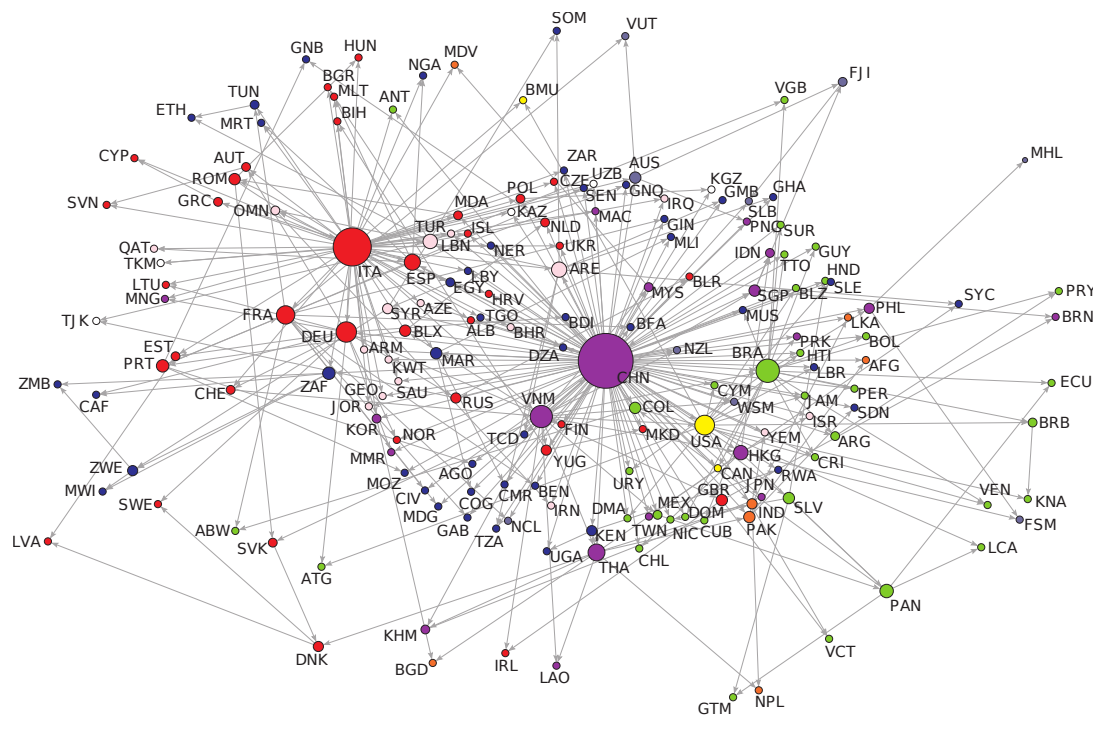 SOM
VUT
GNB
HUN
MDV
NGA
FJI
BGR
MLT
TUN
ANT
BMU
VGB
ETH
MRT
BIH
CYP
AUT
ROM
ZAR
UZB
AUS
MHL
CZE
SEN
GNQ
KGZ
GMB
GHA
POL
IRQ
SLB
SVN
GRC
OMN
MDA
KAZ
MAC
GIN
PNG
SUR
TUR
ISL
NLD
MLI
QAT
LBN
NER
UKR
IDN
GUY
TKM
ITA
ESP
ARE
TTO
HND
LTU
LBY
EGY
MYS
BLR
SLE
MNG
HRV
SGP
BLZ
SYC
PRY
FRA
SYR
AZE
TGO
BDI
BFA
MUS
PHL
BRN
TJK
DEU
BLX
ALB
BHR
LKA
EST
ARM
DZA
NZL
PRK
BOL
PRT
KWT
MAR
CHN
BRA
HTI
AFG
ZMB
CAF
ZAF
GEO
SAU
LBR
ECU
CHE
JOR
RUS
VNM
COL
CYM
WSM
JAM
PER
SDN
KOR
NOR
TCD
FIN
MKD
USA
YEM
ISR
ARG
BRB
MMR
YUG
HKG
CRI
ZWE
MOZ
AGO
URY
CAN
RWA
MWI
CIV
COG
CMR
BEN
IRN
GBR
JPN
SLV
VEN
KNA
SWE
MDG
GAB
NCL
DMA
MEX
DOM
IND
FSM
ABW
TZA
KEN
TWN
NIC
CUB
PAK
LVA
SVK
UGA
THA
CHL
LCA
ATG
PAN
KHM
VCT
DNK
BGD
IRL
LAO
GTM
NPL